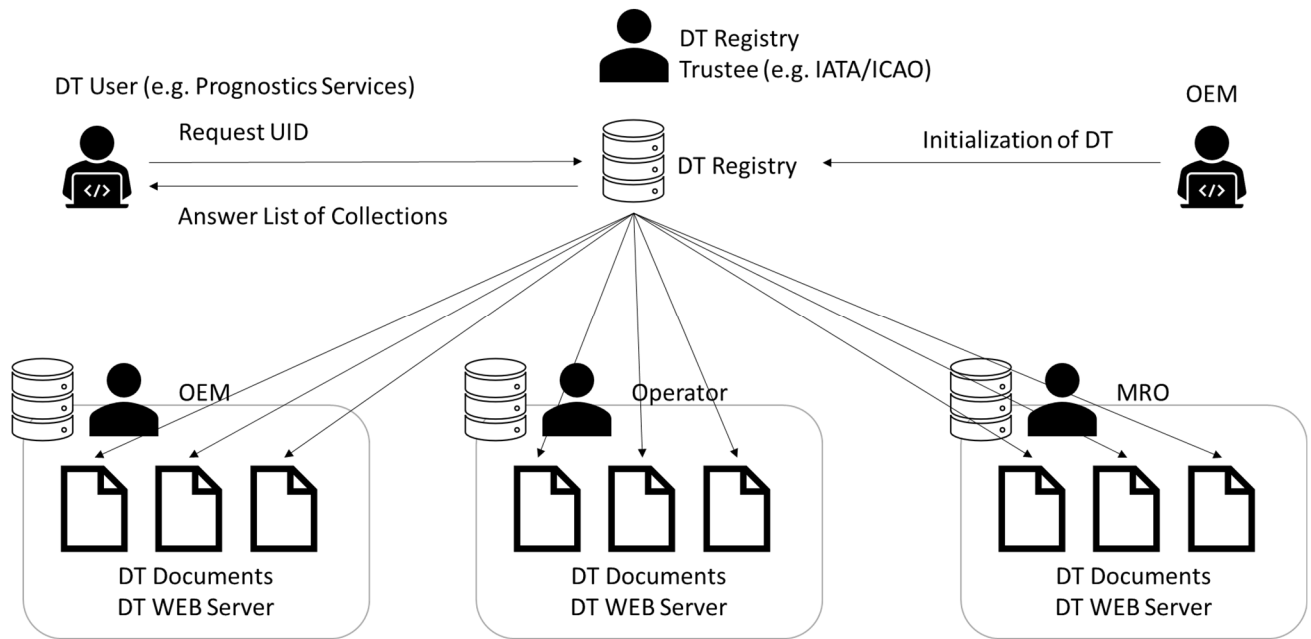 DT Registry
Trustee (e.g. IATA/ICAO)
DT User (e.g. Prognostics Services)
OEM
Request UID
Initialization of DT
DT Registry
</>
</>
Answer List of Collections
OEM
Operator
MRO
DT Documents
DT WEB Server
DT Documents
DT WEB Server
DT Documents
DT WEB Server